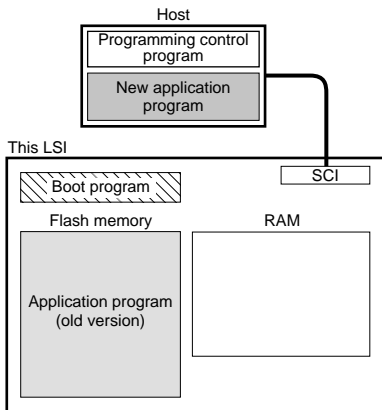 Host
Programming control
program
New application
program
This LSI
SCI
Boot program
Flash memory
RAM
Application program
(old version)